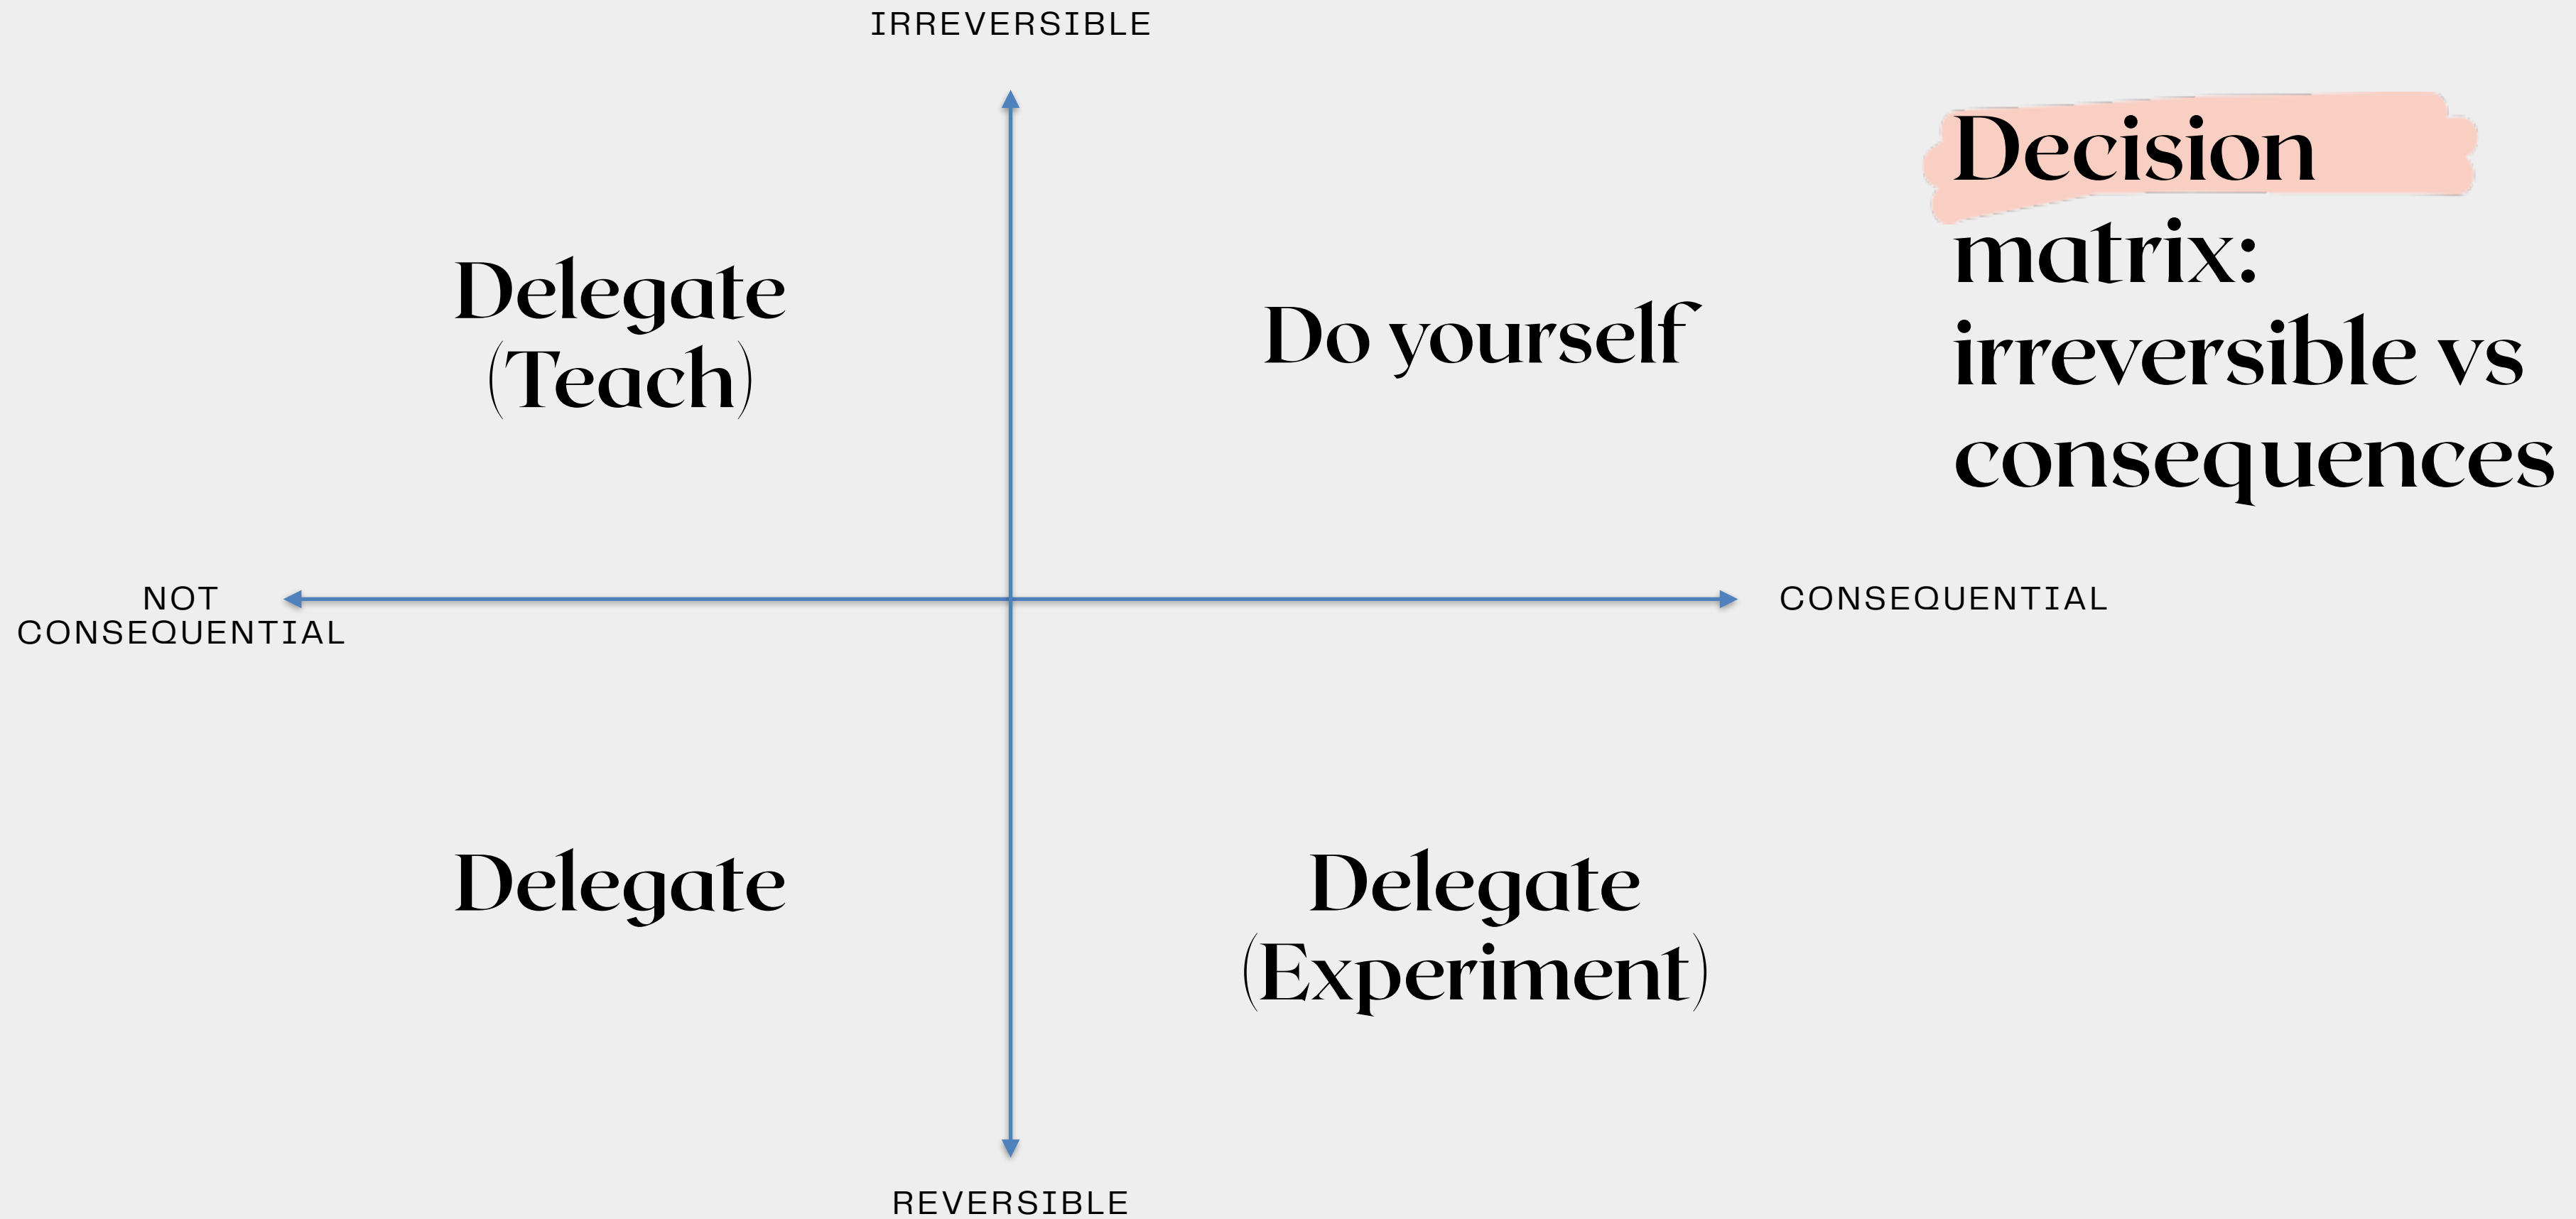 IRREVERSIBLE
Decision
matrix:
irreversible vs
consequences
Delegate
(Teach)
Do yourself
NOT
CONSEQUENTIAL
CONSEQUENTIAL
Delegate
Delegate
(Experiment)
REVERSIBLE